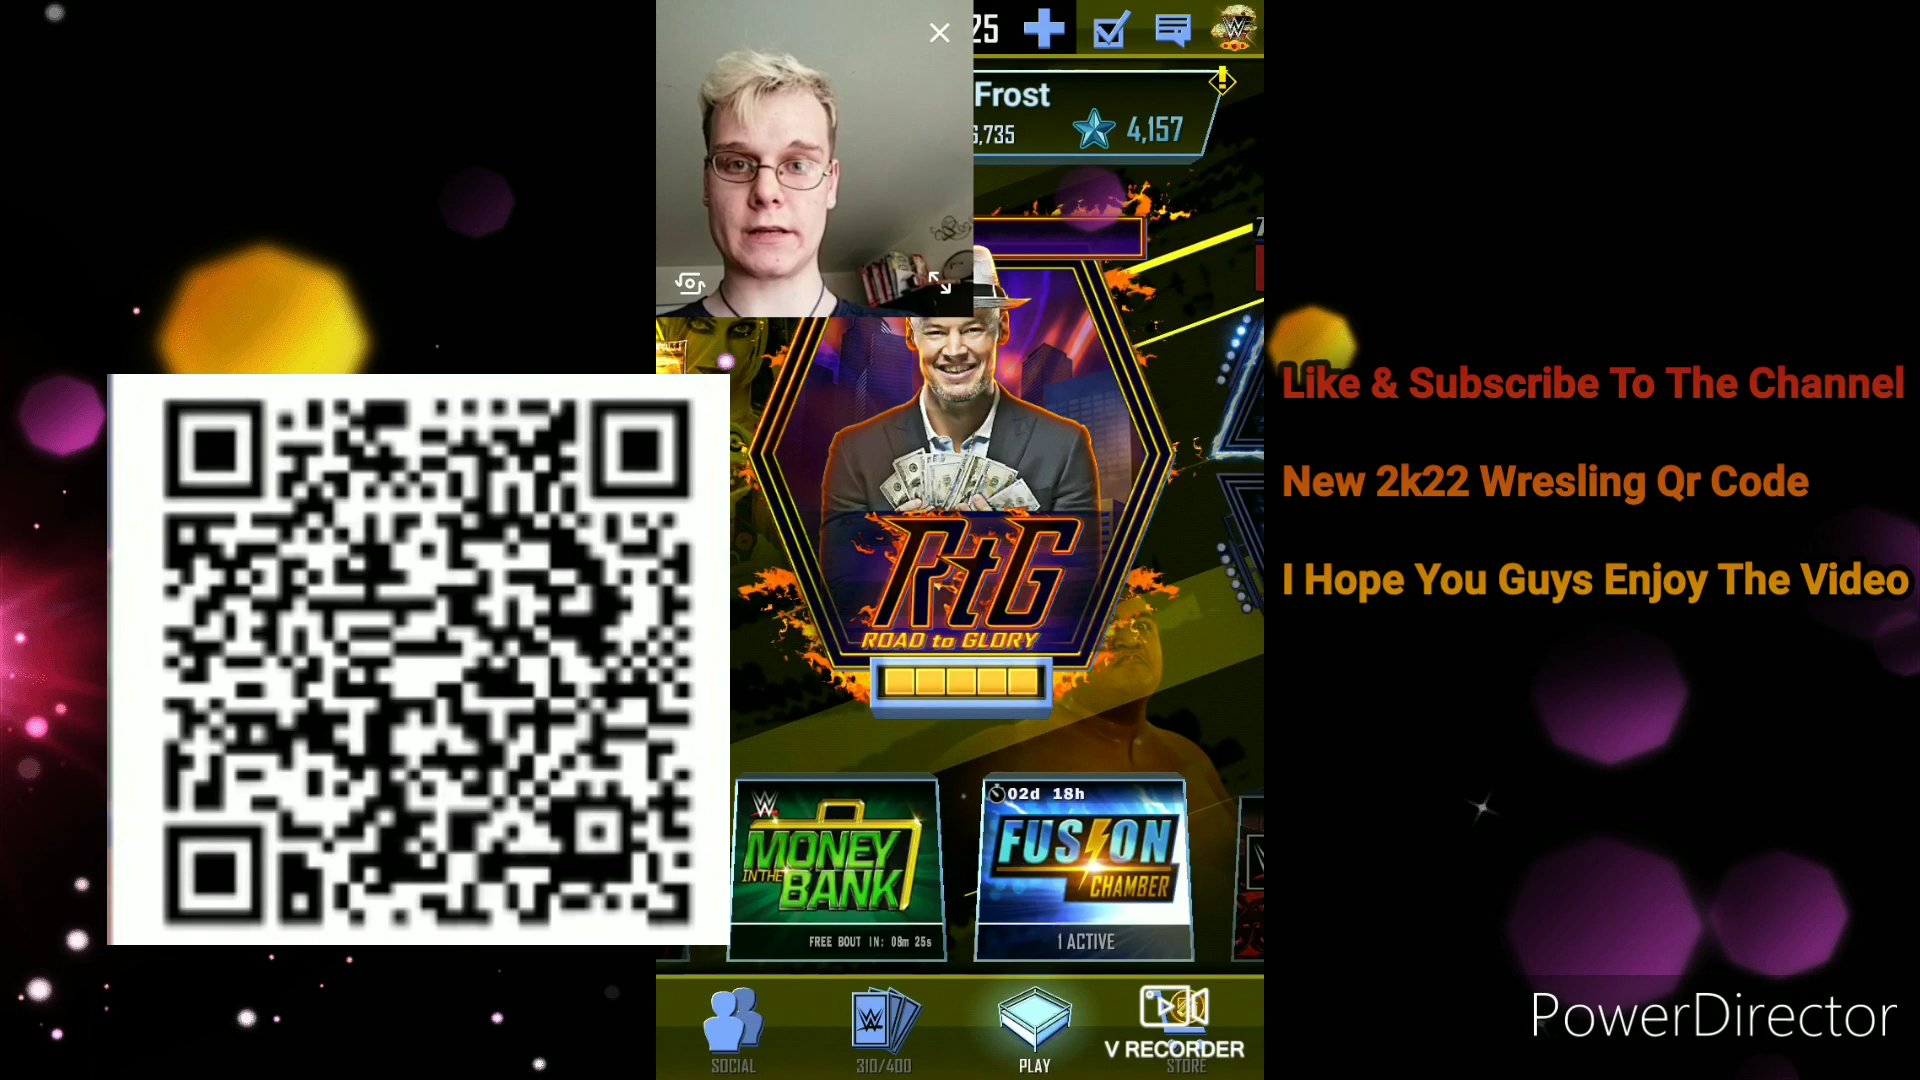 25
Frost
6,735
4,157
RtG
ROAD to GLORY
MONEY
IN THE
BANK
FREE BOUT IN: 08m 25s
02d 18h
FUSION
CHAMBER
1 ACTIVE
SOCIAL
310/400
PLAY
V RECORDER
STORE
Like & Subscribe To The Channel
New 2k22 Wresling Qr Code
I Hope You Guys Enjoy The Video
PowerDirector